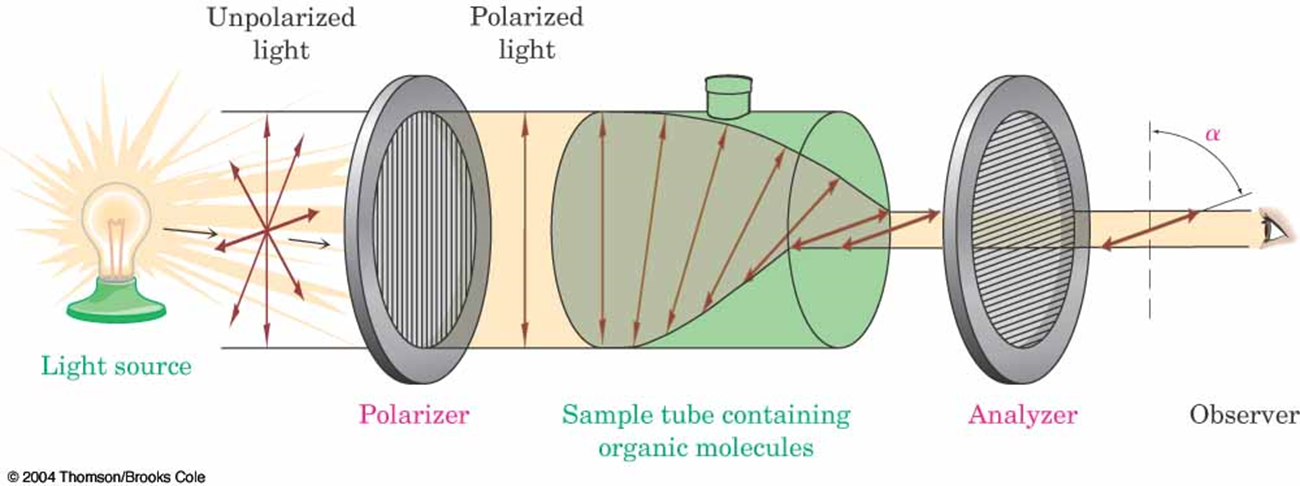 Unpolarized
light
Polarized
light
α
Light source
Polarizer
Sample tube containing
organic molecules
Analyzer
Observer
© 2004 Thomson/Brooks Cole